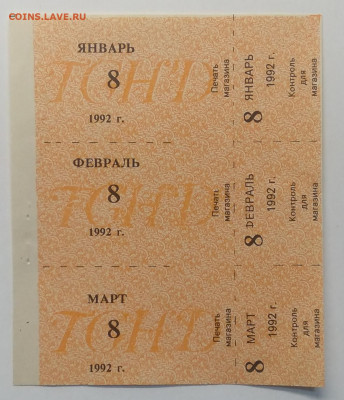 COINS.LAVE.RU
ЯНВАРЬ
8
1992 г.
Печать
магазина
8 ЯНВАРЬ
1992 г.
Контроль
для
магазина
ФЕВРАЛЬ
8
1992 г.
Печать
магазина
8 ФЕВРАЛЬ
1992 г.
Контроль
для
магазина
МАРТ
8
1992 г.
Печать
магазина
8 МАРТ
1992 г.
Контроль
для
магазина